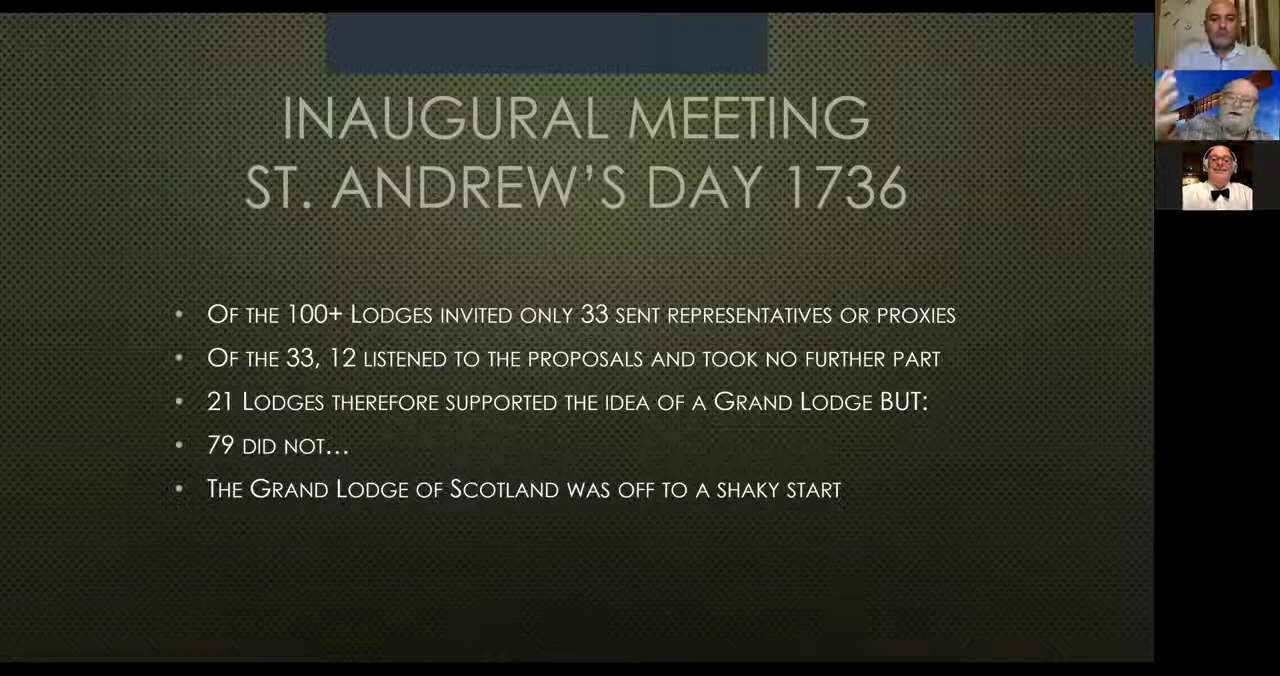 INAUGURAL MEETING
ST. ANDREW’S DAY 1736
• OF THE 100+ LODGES INVITED ONLY 33 SENT REPRESENTATIVES OR PROXIES
• OF THE 33, 12 LISTENED TO THE PROPOSALS AND TOOK NO FURTHER PART
• 21 LODGES THEREFORE SUPPORTED THE IDEA OF A GRAND LODGE BUT:
• 79 DID NOT…
• THE GRAND LODGE OF SCOTLAND WAS OFF TO A SHAKY START